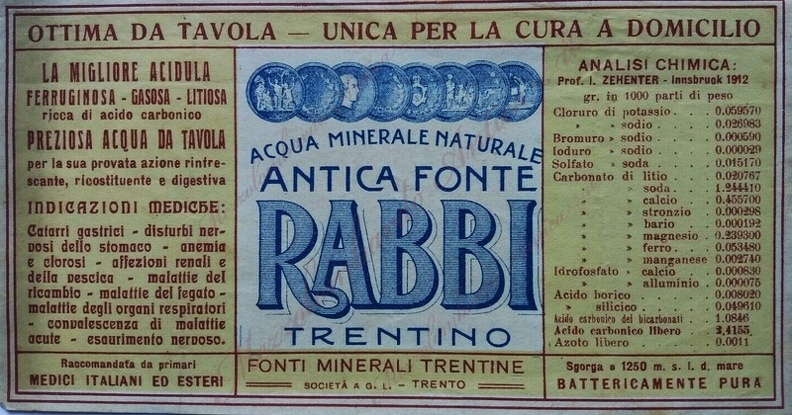 OTTIMA DA TAVOLA — UNICA PER LA CURA A DOMICILIO
LA MIGLIORE ACIDULA
FERRUGINOSA - GASOSA - LITIOSA
ricca di acido carbonico
PREZIOSA ACQUA DA TAVOLA
per la sua provata azione rinfre-
scante, ricostituente e digestiva
INDICAZIONI MEDICHE:
Catarri gastrici - disturbi ner-
vosi dello stomaco - anemia
e clorosi - affezioni renali e
della vescica - malattie del
ricambio - malattie del fegato -
malattie degli organi respiratori
- convalescenza di malattie
acute - esaurimento nervoso.
Raccomandata da primari
MEDICI ITALIANI ED ESTERI
ACQUA MINERALE NATURALE
ANTICA FONTE
RABBI
TRENTINO
FONTI MINERALI TRENTINE
SOCIETÀ A G. L. - TRENTO
ANALISI CHIMICA:
Prof. I. ZEHENTER - Innsbruck 1912
gr. in 1000 parti di peso
Cloruro di potassio . . . 0.059570
» » sodio . . . 0.026983
Bromuro » sodio . . . 0.000590
Ioduro » sodio . . . 0.000029
Solfato » soda . . . 0.015170
Carbonato di litio . . . 0.020767
» » soda . . . 1.244410
» » calcio . . . 0.455700
» » stronzio . . . 0.000298
» » bario . . . 0.000192
» » magnesio . . 0.239300
» » ferro . . . 0.053480
» » manganese 0.002740
Idrofosfato » calcio . . . 0.000830
» » alluminio . . 0.000075
Acido borico . . . 0.008020
» silicico . . . 0.049610
Acido carbonico dei bicarbonati . 1.0846
Acido carbonico libero . . 2,4155
Azoto libero . . . 0.0011
Sgorga a 1250 m. s. l. d. mare
BATTERICAMENTE PURA